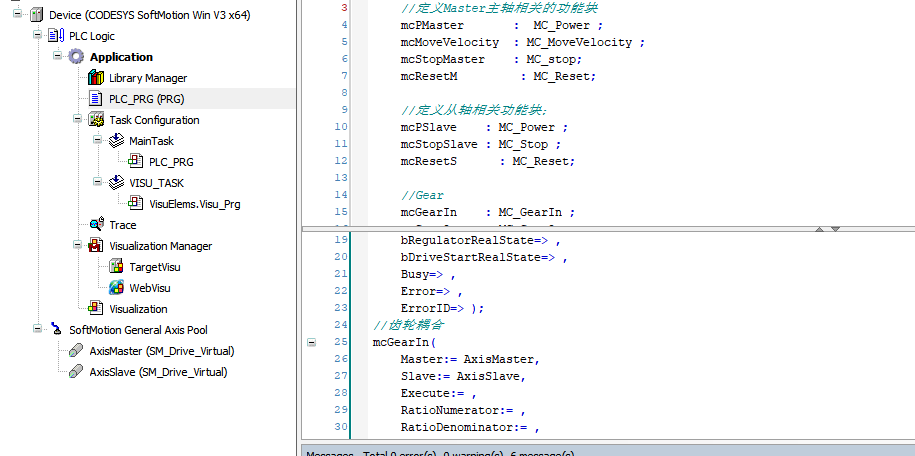 Device (CODESYS SoftMotion Win V3 x64)
PLC Logic
Application
Library Manager
PLC_PRG (PRG)
Task Configuration
MainTask
PLC_PRG
VISU_TASK
VisuElems.Visu_Prg
Trace
Visualization Manager
TargetVisu
WebVisu
Visualization
SoftMotion General Axis Pool
AxisMaster (SM_Drive_Virtual)
AxisSlave (SM_Drive_Virtual)
3 //定义Master主轴相关的功能块
4 mcPMaster : MC_Power ;
5 mcMoveVelocity : MC_MoveVelocity ;
6 mcStopMaster : MC_stop;
7 mcResetM : MC_Reset;
8
9 //定义从轴相关功能块;
10 mcPSlave : MC_Power ;
11 mcStopSlave : MC_Stop ;
12 mcResetS : MC_Reset;
13
14 //Gear
15 mcGearIn : MC_GearIn ;
19 bRegulatorRealState=> ,
20 bDriveStartRealState=> ,
21 Busy=> ,
22 Error=> ,
23 ErrorID=> );
24 //齿轮耦合
25 mcGearIn(
26 Master:= AxisMaster,
27 Slave:= AxisSlave,
28 Execute:= ,
29 RatioNumerator:= ,
30 RatioDenominator:= ,
Messages - Total 0 error(s), 0 warning(s), 6 message(s)